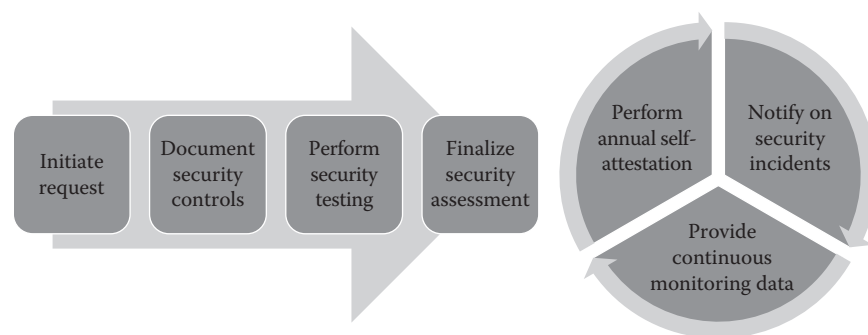 Initiate
request
Document
security
controls
Perform
security
testing
Finalize
security
assessment
Perform
annual self-
attestation
Notify on
security
incidents
Provide
continuous
monitoring data